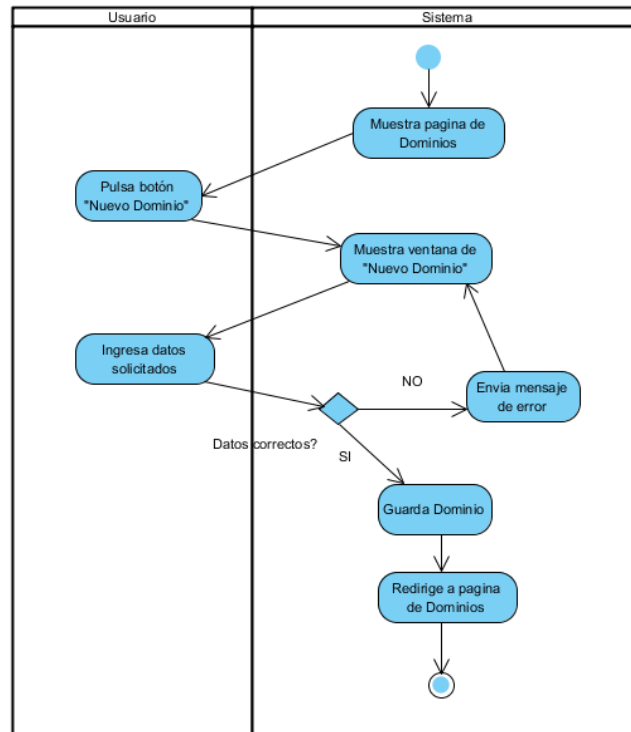 Usuario
Sistema
Muestra pagina de
Dominios
Pulsa botón
"Nuevo Dominio"
Muestra ventana de
"Nuevo Dominio"
Ingresa datos
solicitados
NO
Envia mensaje
de error
Datos correctos?
SI
Guarda Dominio
Redirige a pagina
de Dominios